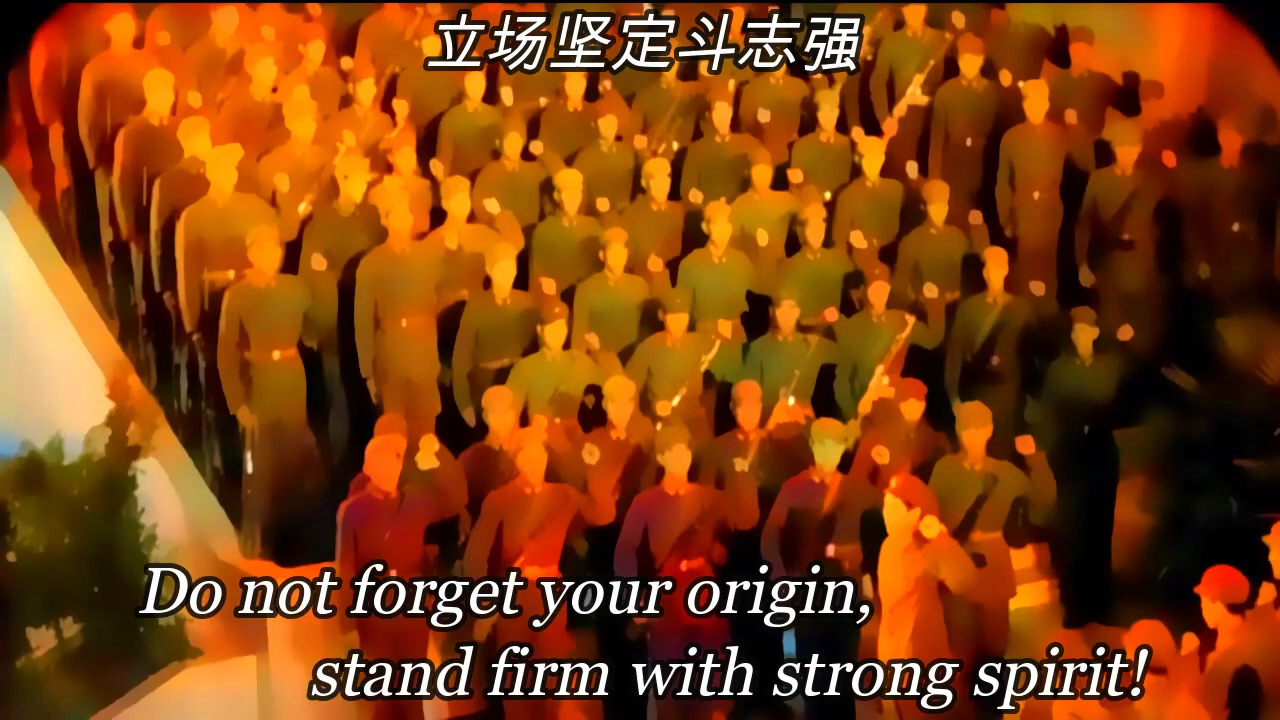 立场坚定斗志强
Do not forget your origin,
stand firm with strong spirit!